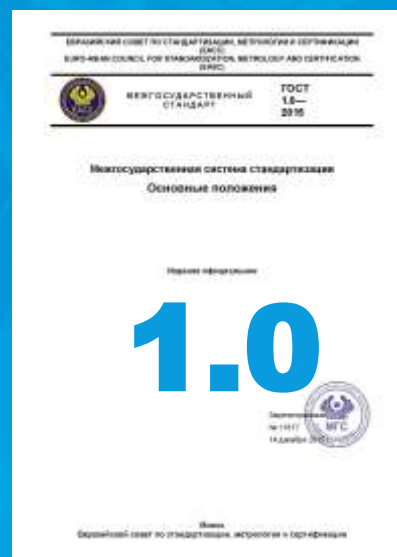 ЕВРАЗИЙСКИЙ СОВЕТ ПО СТАНДАРТИЗАЦИИ, МЕТРОЛОГИИ И СЕРТИФИКАЦИИ
(ЕАСС)
EURO-ASIAN COUNCIL FOR STANDARDIZATION, METROLOGY AND CERTIFICATION
(EASC)
МЕЖГОСУДАРСТВЕННЫЙ
СТАНДАРТ
ГОСТ
1.0—
2015
Межгосударственная система стандартизации
Основные положения
Издание официальное
1.0
МГС
14 декабря
Минск
Евразийский совет по стандартизации, метрологии и сертификации